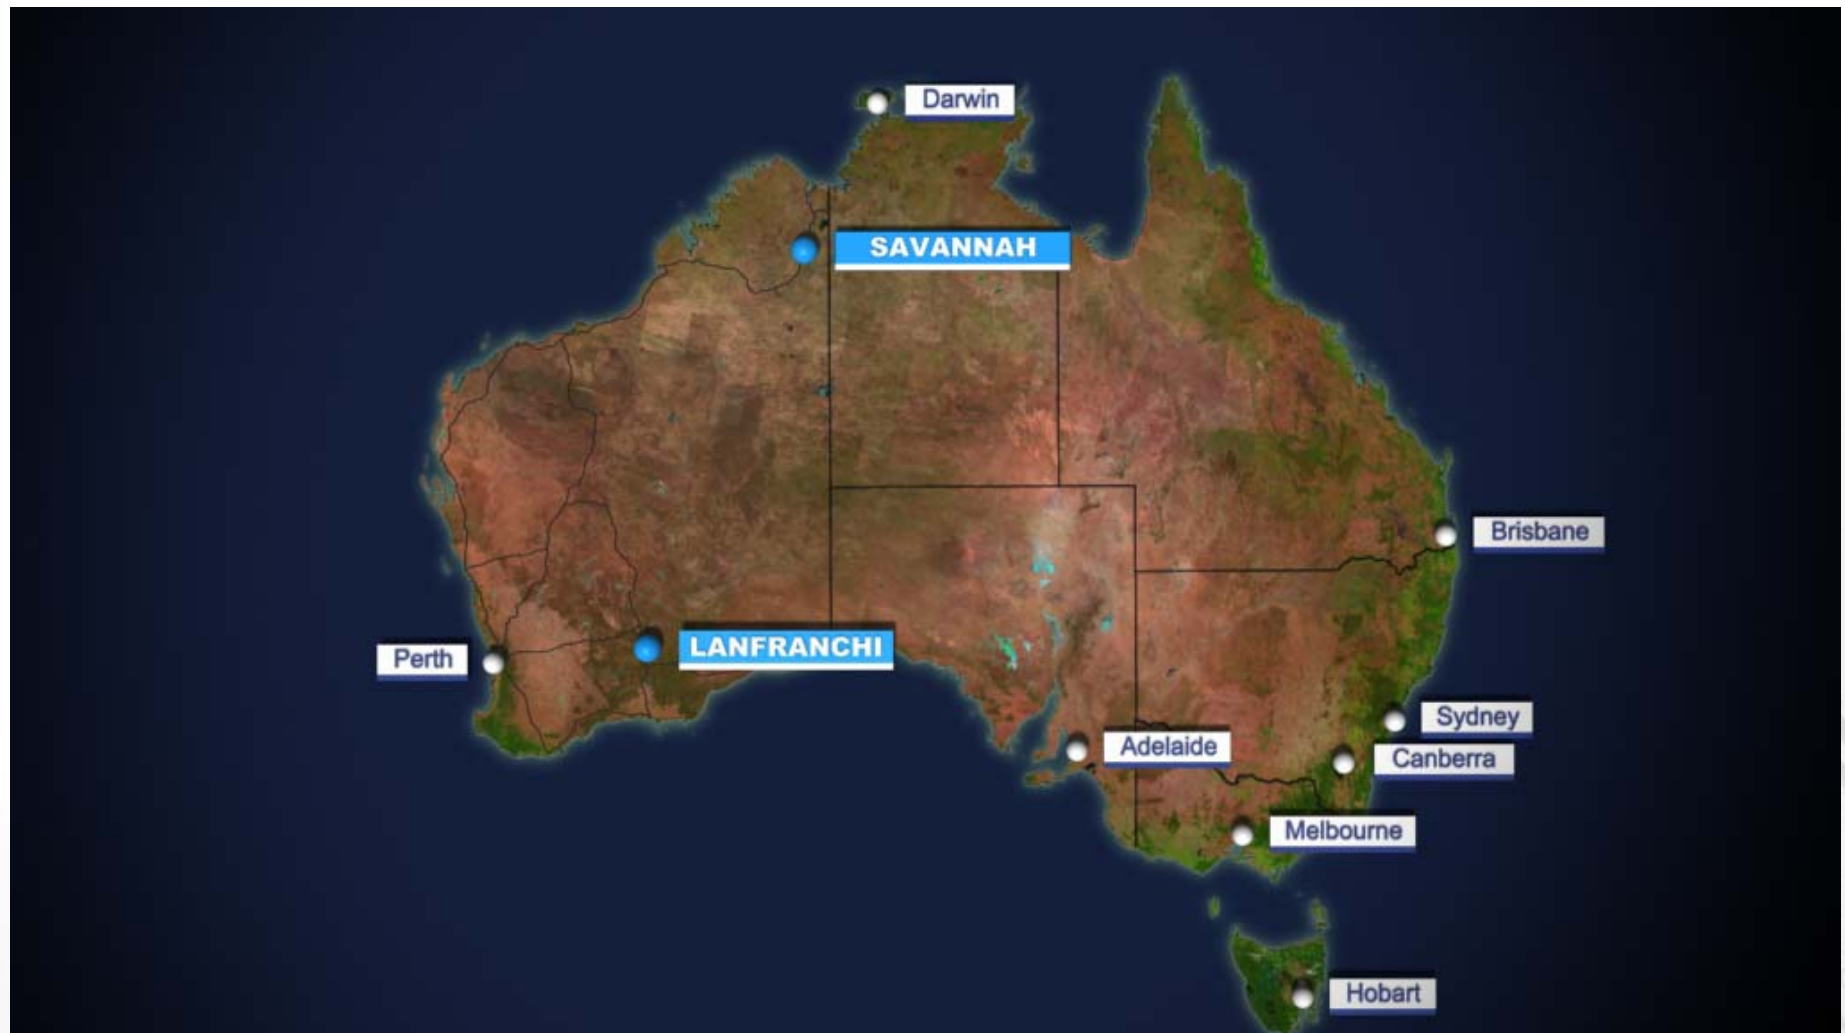 Darwin
SAVANNAH
Brisbane
LANFRANCHI
Perth
Sydney
Adelaide
Canberra
Melbourne
Hobart